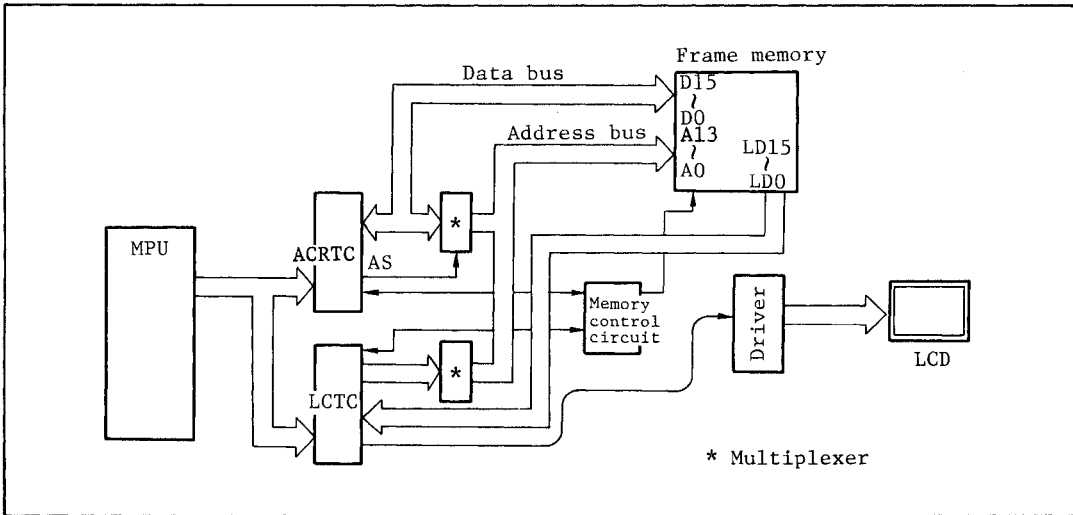 Frame memory
Data bus
D15
~
D0
Address bus
A13
~
A0
LD15
~
LD0
MPU
ACRTC
*
AS
Memory
control
circuit
Driver
LCD
LCTC
*
* Multiplexer